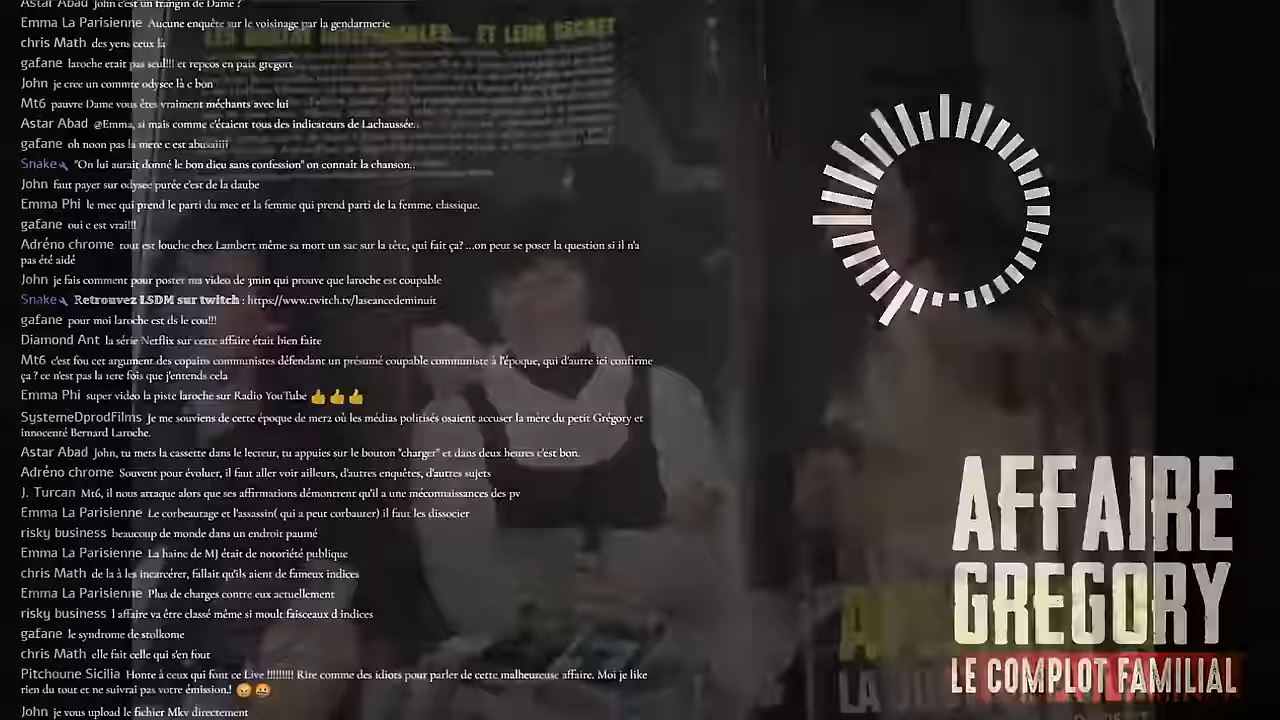 Astar Abad John c'est un frangin de Dame ?
Emma La Parisienne Aucune enquête sur le voisinage par la gendarmerie
chris Math des yens ceux là
gafane laroche etait pas seul!!! et repcos en paix gregort
John je cree un commte odysee là c bon
Mt6 pauvre Dame vous êtes vraiment méchants avec lui
Astar Abad @Emma, si mais comme c'étaient tous des indicateurs de Lachaussée..
gafane oh noon pas la mere c est abusaiiii
Snake "On lui aurait donné le bon dieu sans confession" on connaît la chanson..
John faut payer sur odysee purée c'est de la daube
Emma Phi le mec qui prend le parti du mec et la femme qui prend parti de la femme. classique.
gafane oui c est vrai!!!
Adréno chrome tout est louche chez Lambert même sa mort un sac sur la tête, qui fait ça? ...on peut se poser la question si il n'a
pas été aidé
John je fais comment pour poster ma video de 3min qui prouve que laroche est coupable
Snake Retrouvez LSDM sur twitch : https://www.twitch.tv/laseancedeminuit
gafane pour moi laroche est ds le cou!!!
Diamond Ant la série Netflix sur cette affaire était bien faite
Mt6 c'est fou cet argument des copains communistes défendant un présumé coupable communiste à l'époque, qui d'autre ici confirme
ça ? ce n'est pas la 1ere fois que j'entends cela
Emma Phi super video la piste laroche sur Radio YouTube 👍👍👍
SystemeDprodFilms Je me souviens de cette époque de merz où les médias politisés osaient accuser la mère du petit Grégory et
innocenté Bernard Laroche.
Astar Abad John, tu mets la cassette dans le lecteur, tu appuies sur le bouton "charger" et dans deux heures c'est bon.
Adréno chrome Souvent pour évoluer, il faut aller voir ailleurs, d'autres enquêtes, d'autres sujets
J. Turcan Mt6, il nous attaque alors que ses affirmations démontrent qu'il a une méconnaissances des pv
Emma La Parisienne Le corbeautage et l'assassin( qui a peut corbaurer) il faut les dissocier
risky business beaucoup de monde dans un endroit paumé
Emma La Parisienne La haine de MJ était de notoriété publique
chris Math de la à les incarcérer, fallait qu'ils aient de fameux indices
Emma La Parisienne Plus de charges contre eux actuellement
risky business l affaire va être classé même si moult faisceaux d indices
gafane le syndrome de stolkome
chris Math elle fait celle qui s'en fout
Pitchoune Sicilia Honte à ceux qui font ce Live !!!!!!!!! Rire comme des idiots pour parler de cette malheureuse affaire. Moi je like
rien du tout et ne suivrai pas votre émission.! 😡 🤬
John je vous upload le fichier Mkv directement
... ET LEUR SECRET
AFFAIRE
GREGORY
LE COMPLOT FAMILIAL